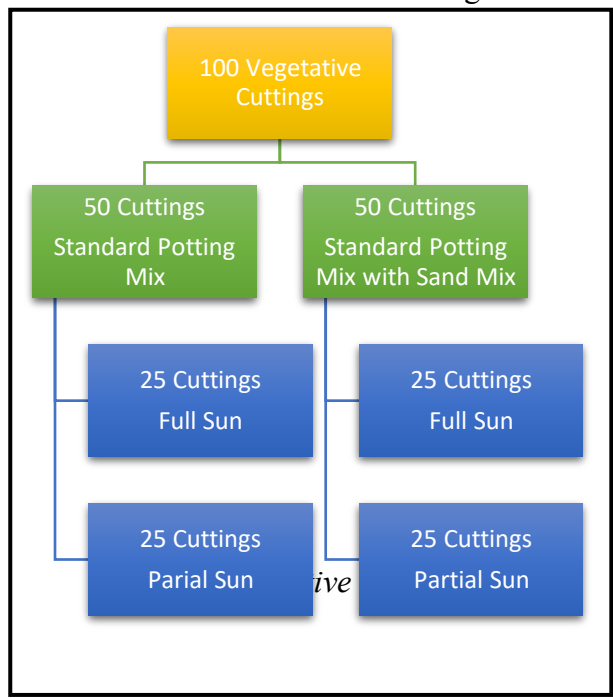 100 Vegetative
Cuttings
50 Cuttings
Standard Potting
Mix
50 Cuttings
Standard Potting
Mix with Sand Mix
25 Cuttings
Full Sun
25 Cuttings
Full Sun
25 Cuttings
Parial Sun
25 Cuttings
Partial Sun